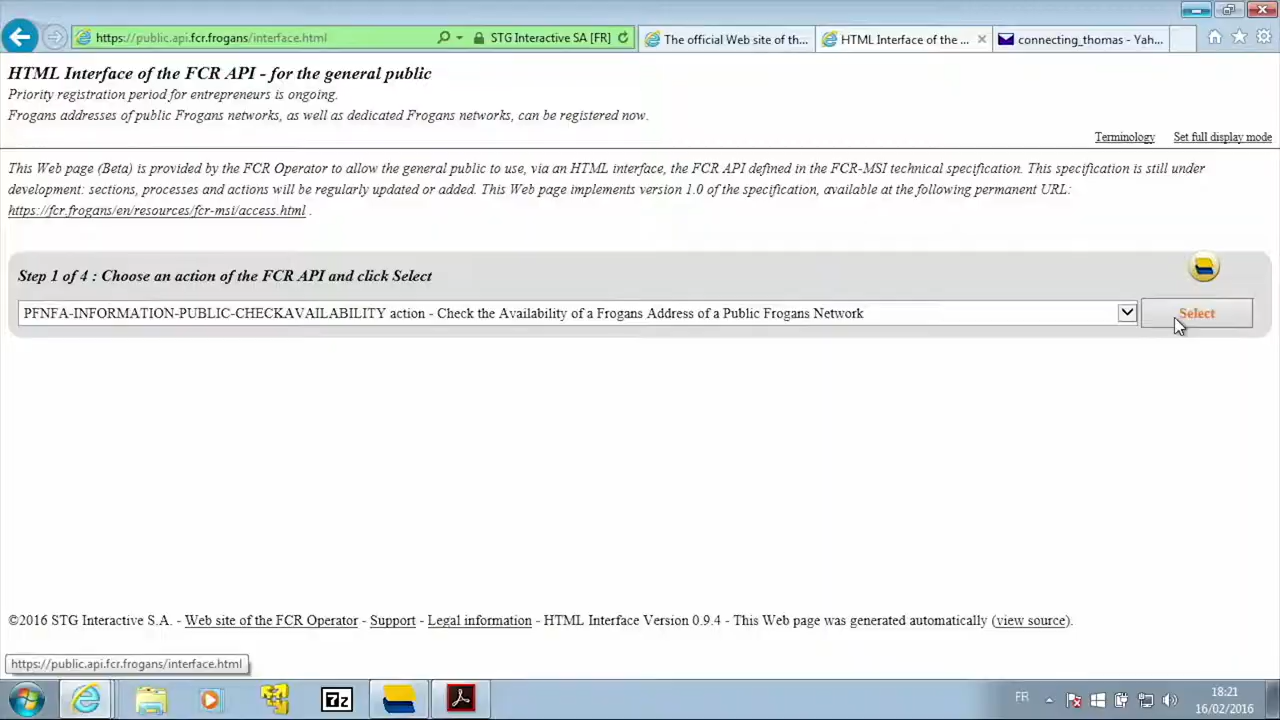 https://public.api.fcr.frogans/interface.html
STG Interactive SA [FR]
The official Web site of th...
HTML Interface of the ...
connecting_thomas - Yah...
HTML Interface of the FCR API - for the general public
Priority registration period for entrepreneurs is ongoing.
Frogans addresses of public Frogans networks, as well as dedicated Frogans networks, can be registered now.
Terminology Set full display mode
This Web page (Beta) is provided by the FCR Operator to allow the general public to use, via an HTML interface, the FCR API defined in the FCR-MSI technical specification. This specification is still under
development: sections, processes and actions will be regularly updated or added. This Web page implements version 1.0 of the specification, available at the following permanent URL:
https://fcr.frogans/en/resources/fcr-msi/access.html .
Step 1 of 4 : Choose an action of the FCR API and click Select
PFNFA-INFORMATION-PUBLIC-CHECKAVAILABILITY action - Check the Availability of a Frogans Address of a Public Frogans Network
Select
©2016 STG Interactive S.A. - Web site of the FCR Operator - Support - Legal information - HTML Interface Version 0.9.4 - This Web page was generated automatically (view source).
https://public.api.fcr.frogans/interface.html
7z
FR
18:21
16/02/2016